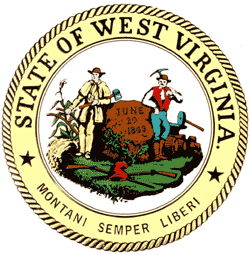 STATE OF WEST VIRGINIA.
JUNE
20
1863
MONTANI SEMPER LIBERI